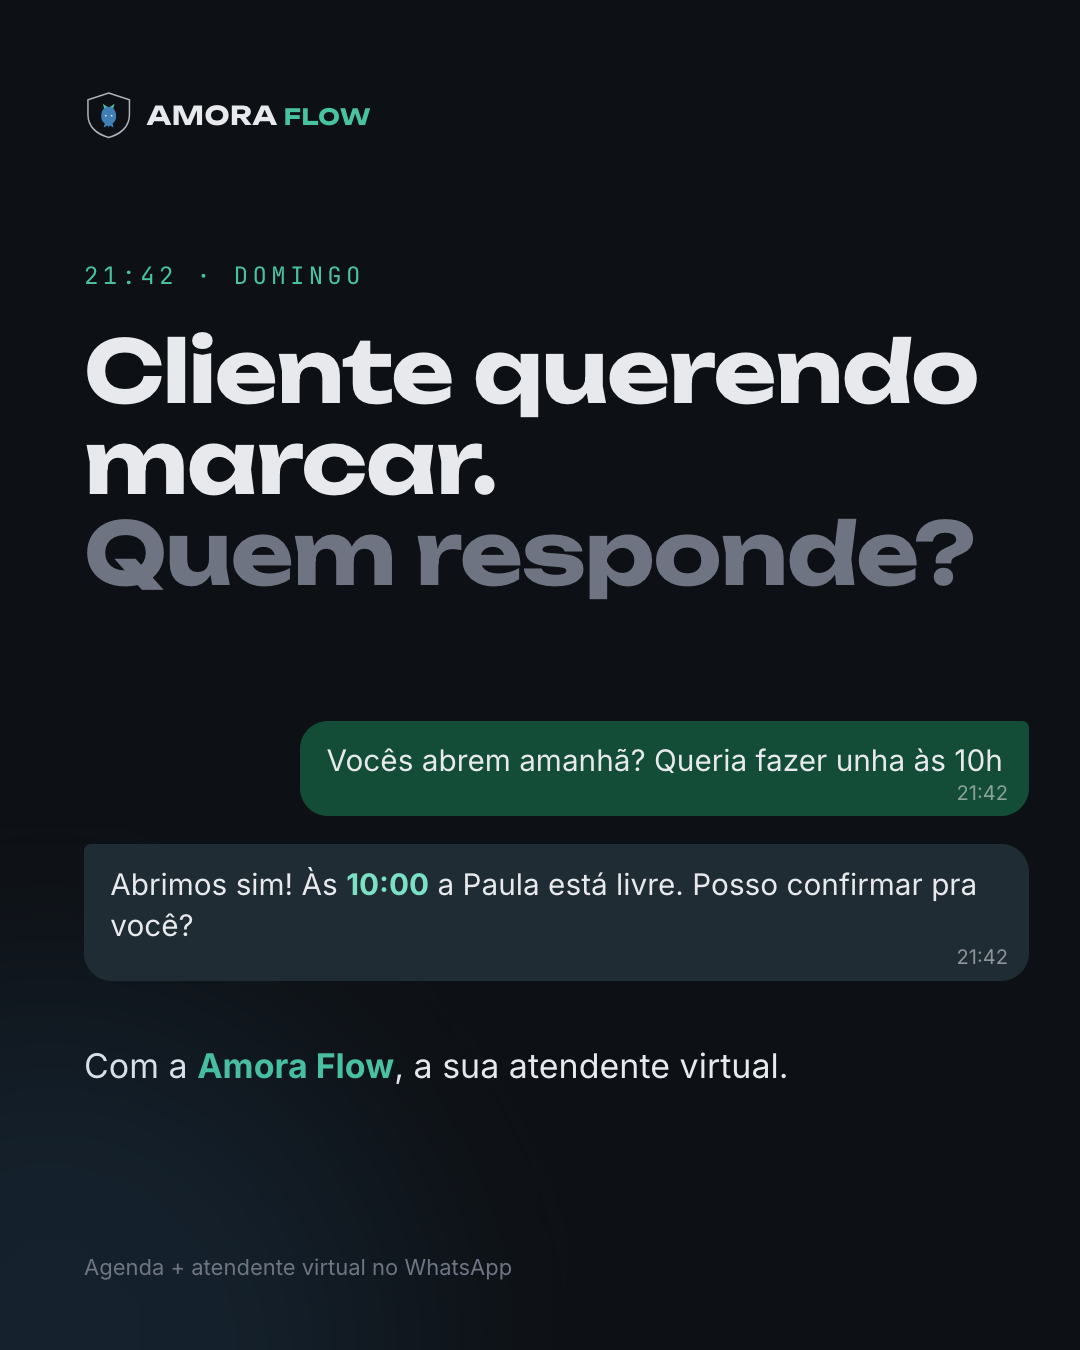 AMORA FLOW
21:42 · DOMINGO
Cliente querendo
marcar.
Quem responde?
Vocês abrem amanhã? Queria fazer unha às 10h
21:42
Abrimos sim! Às 10:00 a Paula está livre. Posso confirmar pra
você?
21:42
Com a Amora Flow, a sua atendente virtual.
Agenda + atendente virtual no WhatsApp